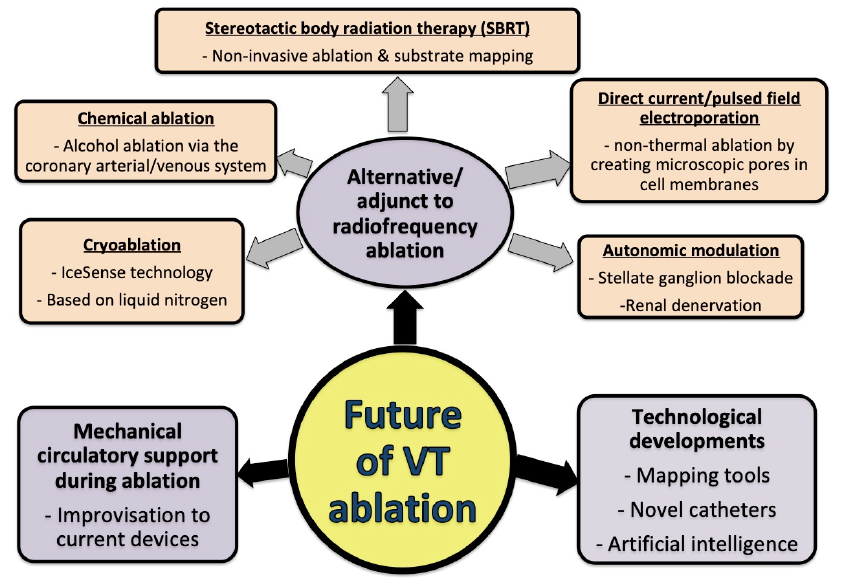 Stereotactic body radiation therapy (SBRT)
- Non-invasive ablation & substrate mapping
Chemical ablation
- Alcohol ablation via the
coronary arterial/venous system
Direct current/pulsed field
electroporation
- non-thermal ablation by
creating microscopic pores in
cell membranes
Alternative/
adjunct to
radiofrequency
ablation
Cryoablation
- IceSense technology
- Based on liquid nitrogen
Autonomic modulation
- Stellate ganglion blockade
-Renal denervation
Future
of VT
ablation
Mechanical
circulatory support
during ablation
- Improvisation to
current devices
Technological
developments
- Mapping tools
- Novel catheters
- Artificial intelligence